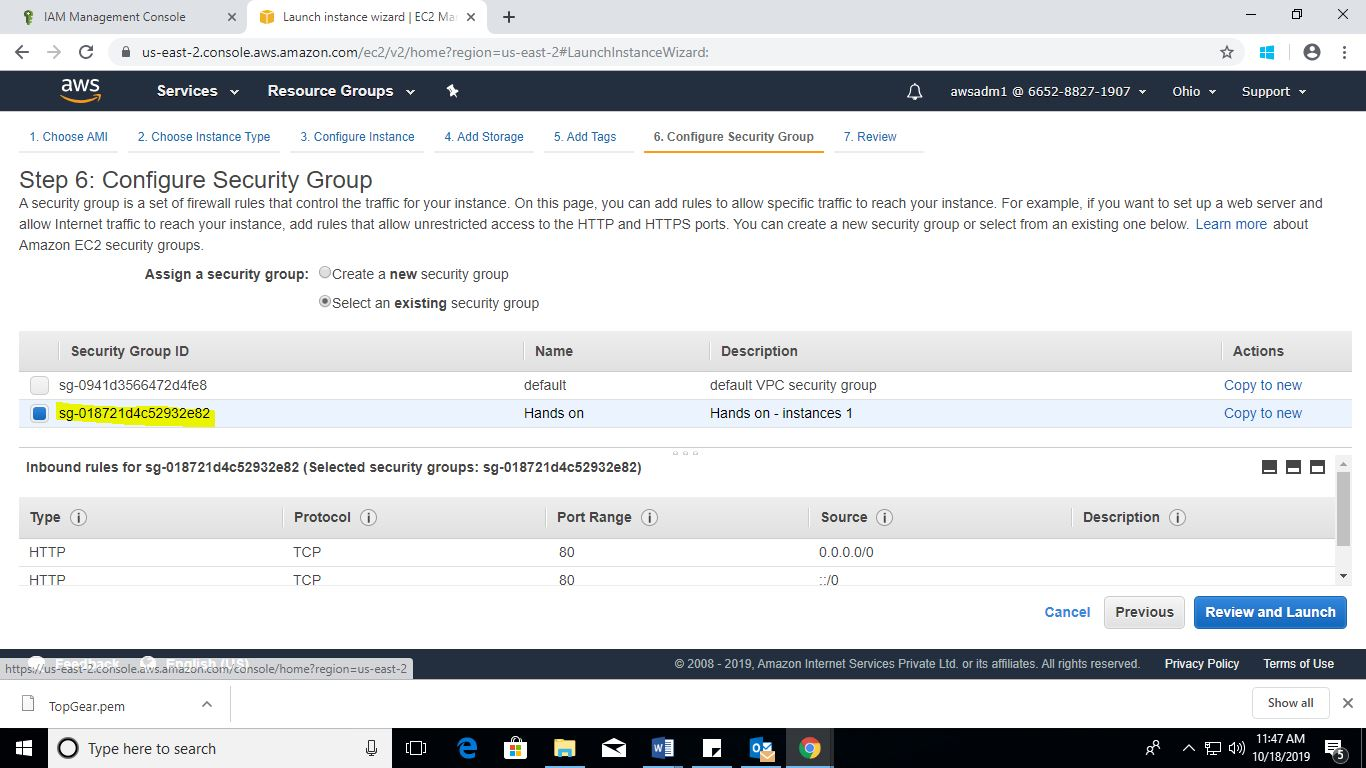 IAM Management Console
Launch instance wizard | EC2 Ma
us-east-2.console.aws.amazon.com/ec2/v2/home?region=us-east-2#LaunchInstanceWizard:
aws Services Resource Groups awsadm1 @ 6652-8827-1907 Ohio Support
1. Choose AMI 2. Choose Instance Type 3. Configure Instance 4. Add Storage 5. Add Tags 6. Configure Security Group 7. Review
Step 6: Configure Security Group
A security group is a set of firewall rules that control the traffic for your instance. On this page, you can add rules to allow specific traffic to reach your instance. For example, if you want to set up a web server and
allow Internet traffic to reach your instance, add rules that allow unrestricted access to the HTTP and HTTPS ports. You can create a new security group or select from an existing one below. Learn more about
Amazon EC2 security groups.
Assign a security group: Create a new security group
Select an existing security group
Security Group ID Name Description Actions
sg-0941d3566472d4fe8 default default VPC security group Copy to new
sg-018721d4c52932e82 Hands on Hands on - instances 1 Copy to new
Inbound rules for sg-018721d4c52932e82 (Selected security groups: sg-018721d4c52932e82)
Type Protocol Port Range Source Description
HTTP TCP 80 0.0.0.0/0
HTTP TCP 80 ::/0
Cancel Previous Review and Launch
Feedback English (US)
https://us-east-2.console.aws.amazon.com/console/home?region=us-east-2
© 2008 - 2019, Amazon Internet Services Private Ltd. or its affiliates. All rights reserved. Privacy Policy Terms of Use
TopGear.pem Show all
Type here to search
11:47 AM
10/18/2019
5